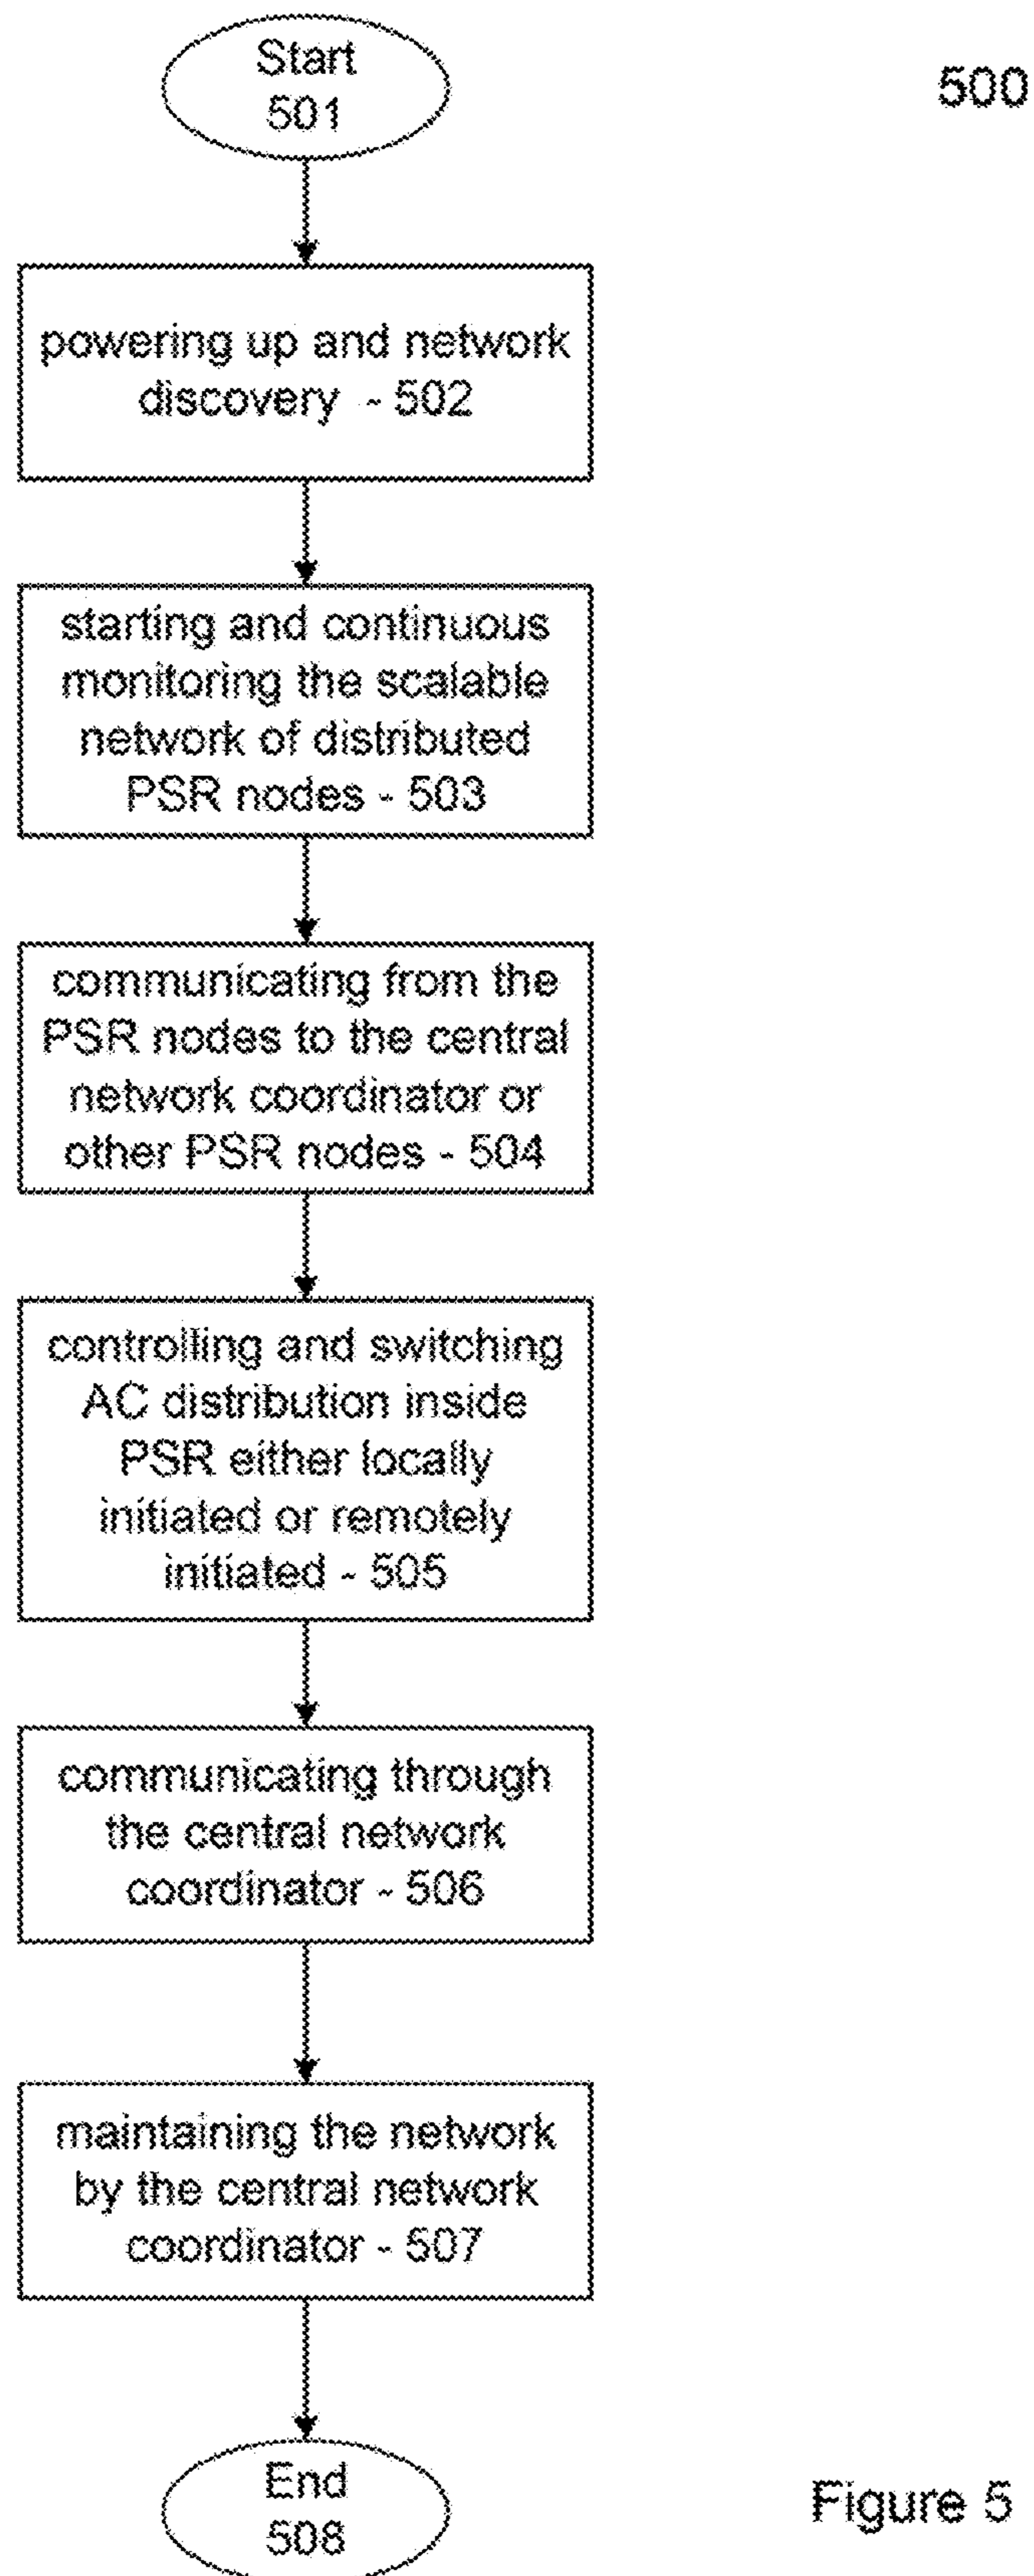 Start
501
500
powering up and network
discovery - 502
starting and continuous
monitoring the scalable
network of distributed
PSR nodes - 503
communicating from the
PSR nodes to the central
network coordinator or
other PSR nodes - 504
controlling and switching
AC distribution inside
PSR either locally
initiated or remotely
initiated - 505
communicating through
the central network
coordinator - 506
maintaining the network
by the central network
coordinator - 507
End
508
Figure 5